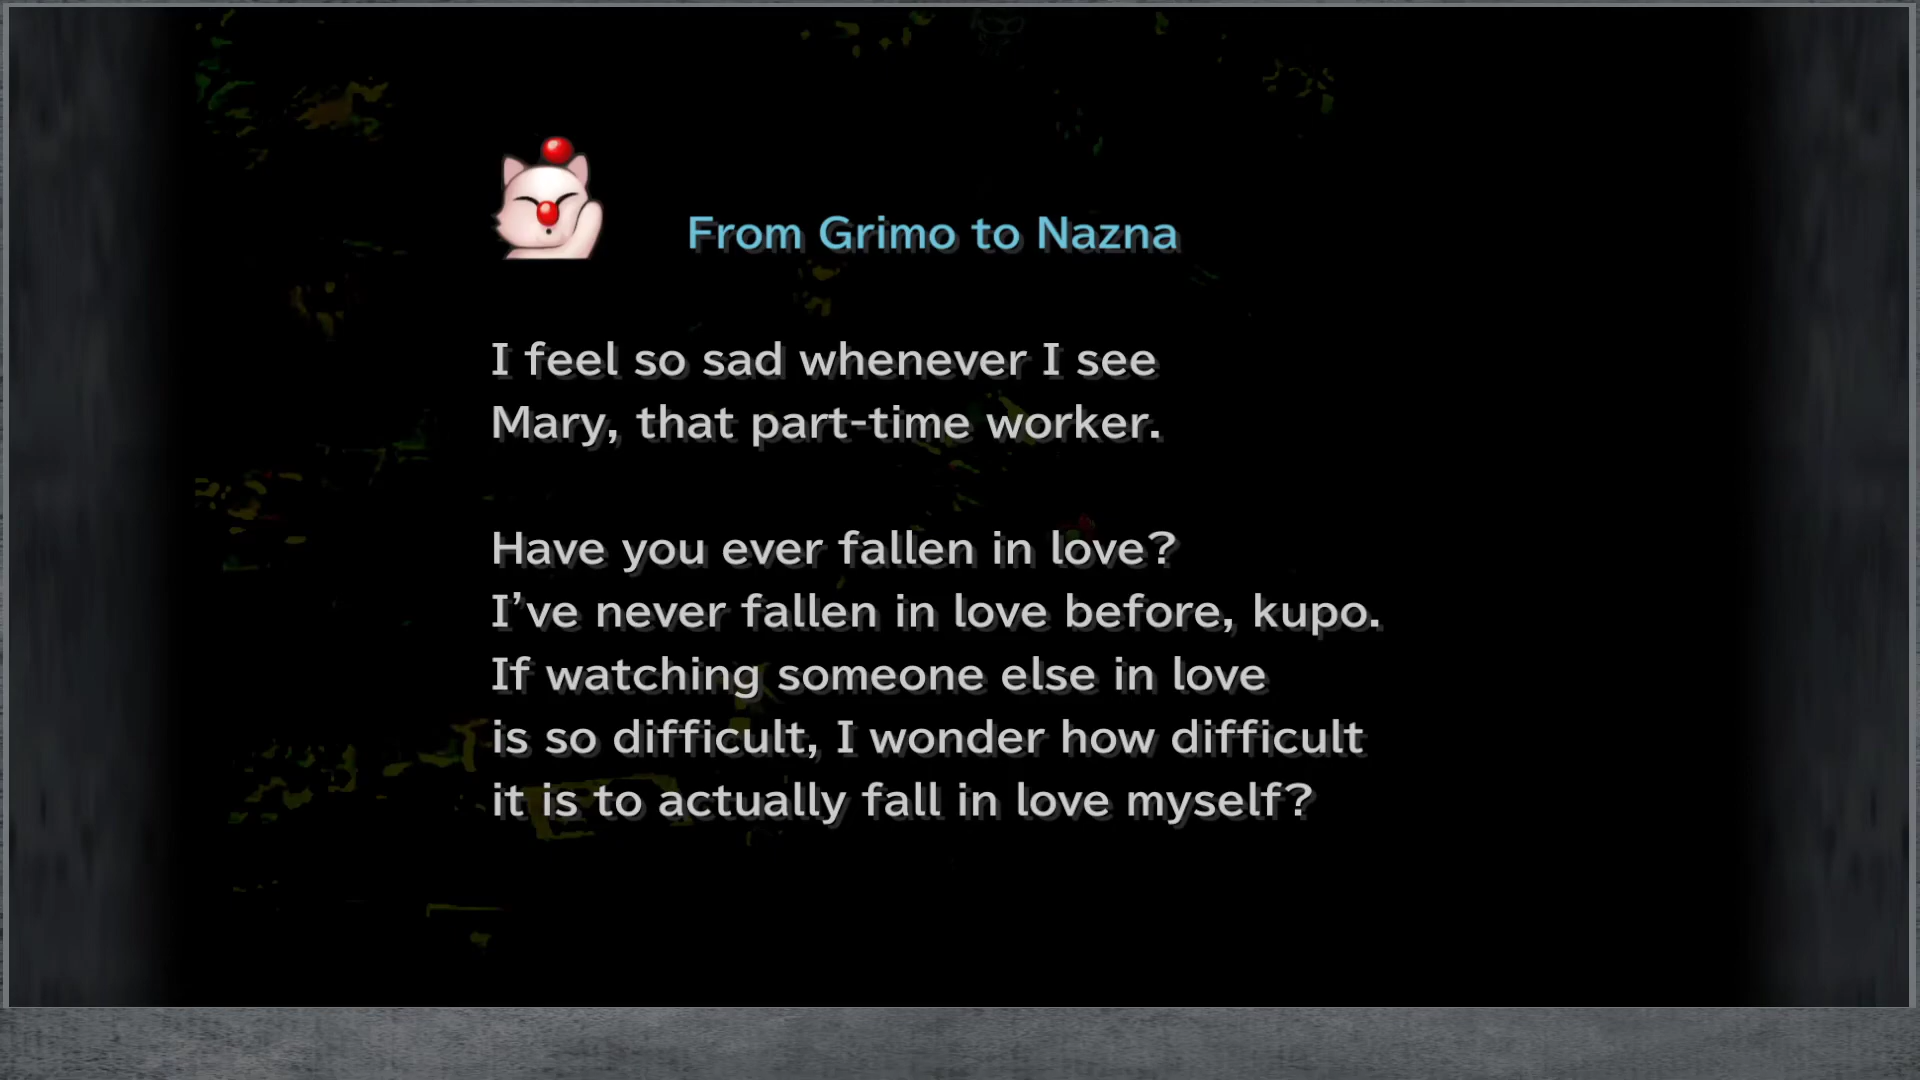 From Grimo to Nazna
I feel so sad whenever I see
Mary, that part-time worker.
Have you ever fallen in love?
I've never fallen in love before, kupo.
If watching someone else in love
is so difficult, I wonder how difficult
it is to actually fall in love myself?